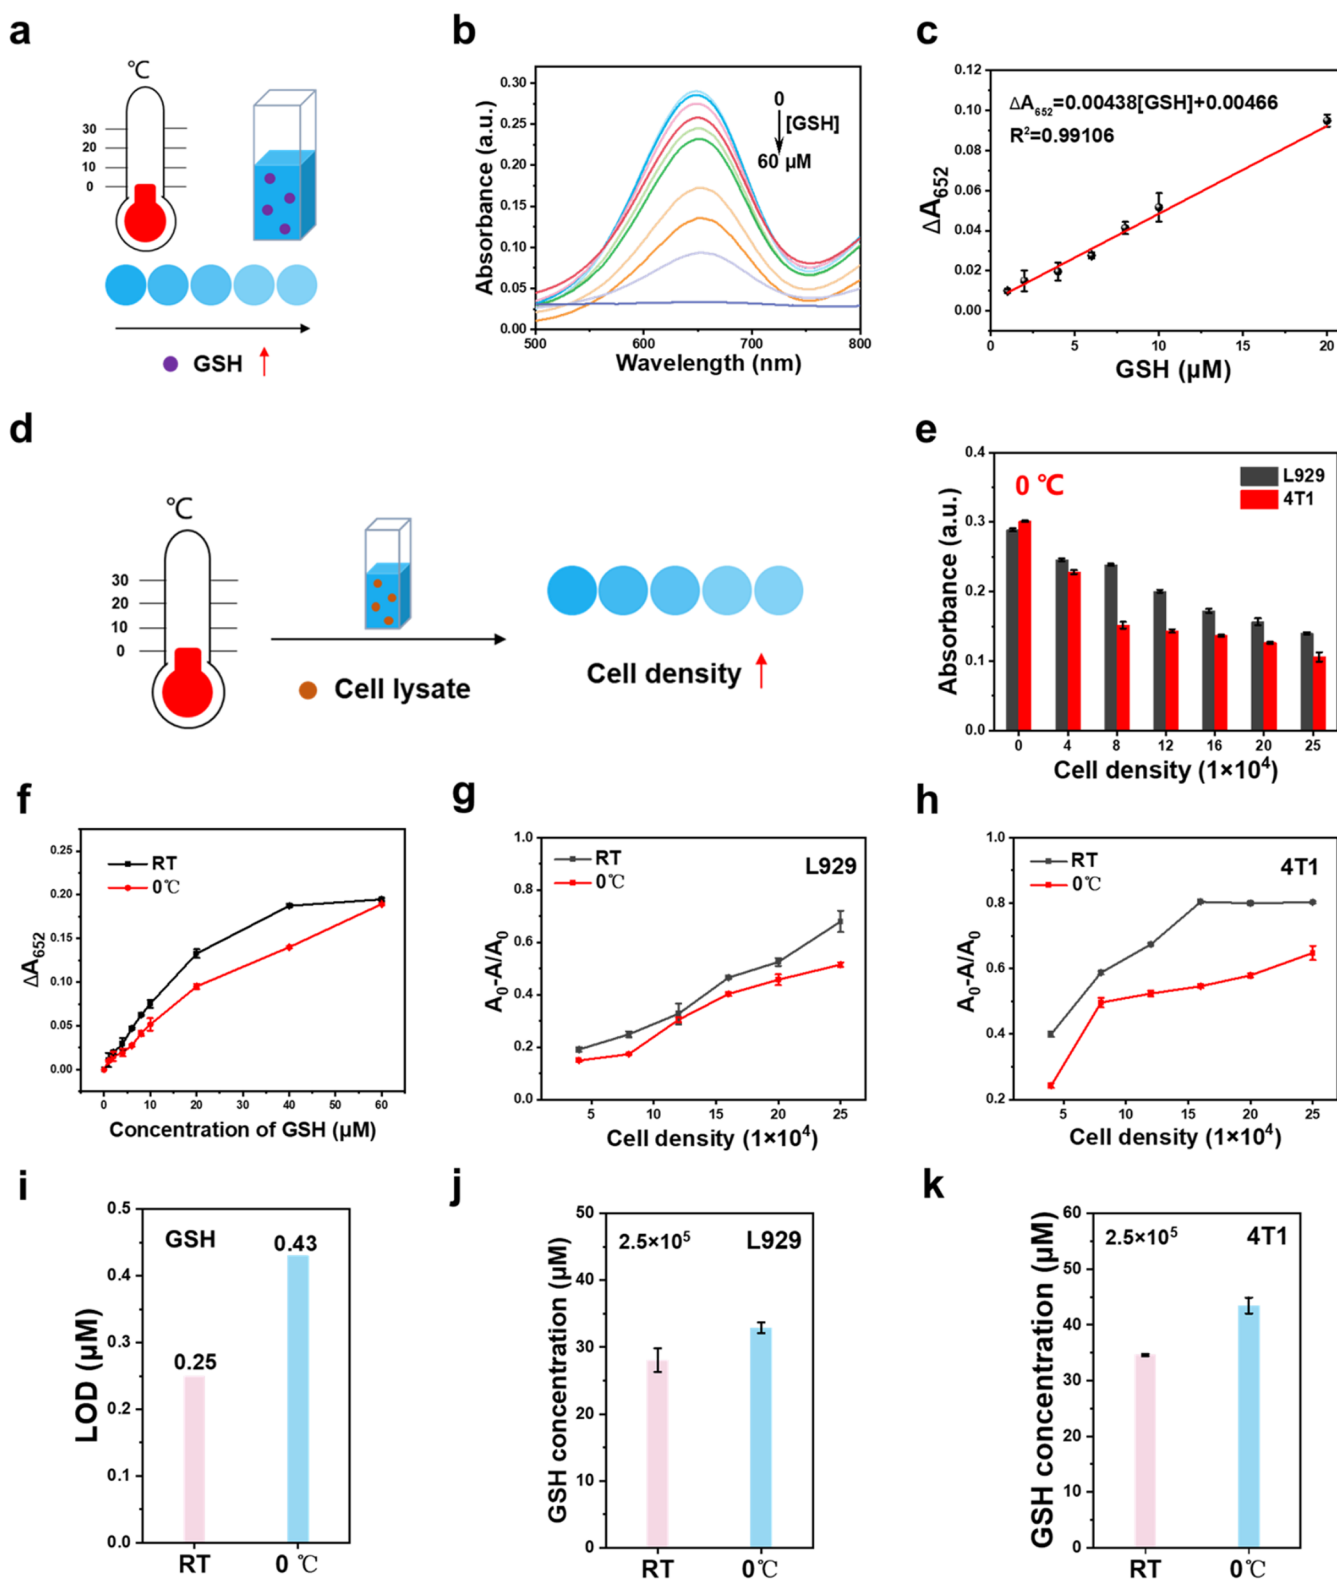 a
℃
30
20
10
0
GSH
b
Absorbance (a.u.)
0.30
0.25
0.20
0.15
0.10
0.05
0.00
0
[GSH]
60 μM
500 600 700 800
Wavelength (nm)
c
ΔA652
0.12
0.10
0.08
0.06
0.04
0.02
0.00
ΔA652=0.00438[GSH]+0.00466
R2=0.99106
0 5 10 15 20
GSH (μM)
d
℃
30
20
10
0
Cell lysate
Cell density
e
Absorbance (a.u.)
0.4
0.3
0.2
0.1
0.0
0 ℃
L929
4T1
0 4 8 12 16 20 25
Cell density (1×10⁴)
f
ΔA652
0.25
0.20
0.15
0.10
0.05
0.00
RT
0℃
0 10 20 30 40 50 60
Concentration of GSH (μM)
g
A0-A/A0
1.0
0.8
0.6
0.4
0.2
0.0
RT
0℃
L929
5 10 15 20 25
Cell density (1×10⁴)
h
A0-A/A0
1.0
0.8
0.6
0.4
0.2
RT
0℃
4T1
5 10 15 20 25
Cell density (1×10⁴)
i
LOD (μM)
0.5
0.4
0.3
0.2
0.1
0.0
GSH
0.43
0.25
RT 0 ℃
j
GSH concentration (μM)
50
40
30
20
10
0
2.5×10⁵ L929
RT 0℃
k
GSH concentration (μM)
60
50
40
30
20
10
0
2.5×10⁵ 4T1
RT 0℃